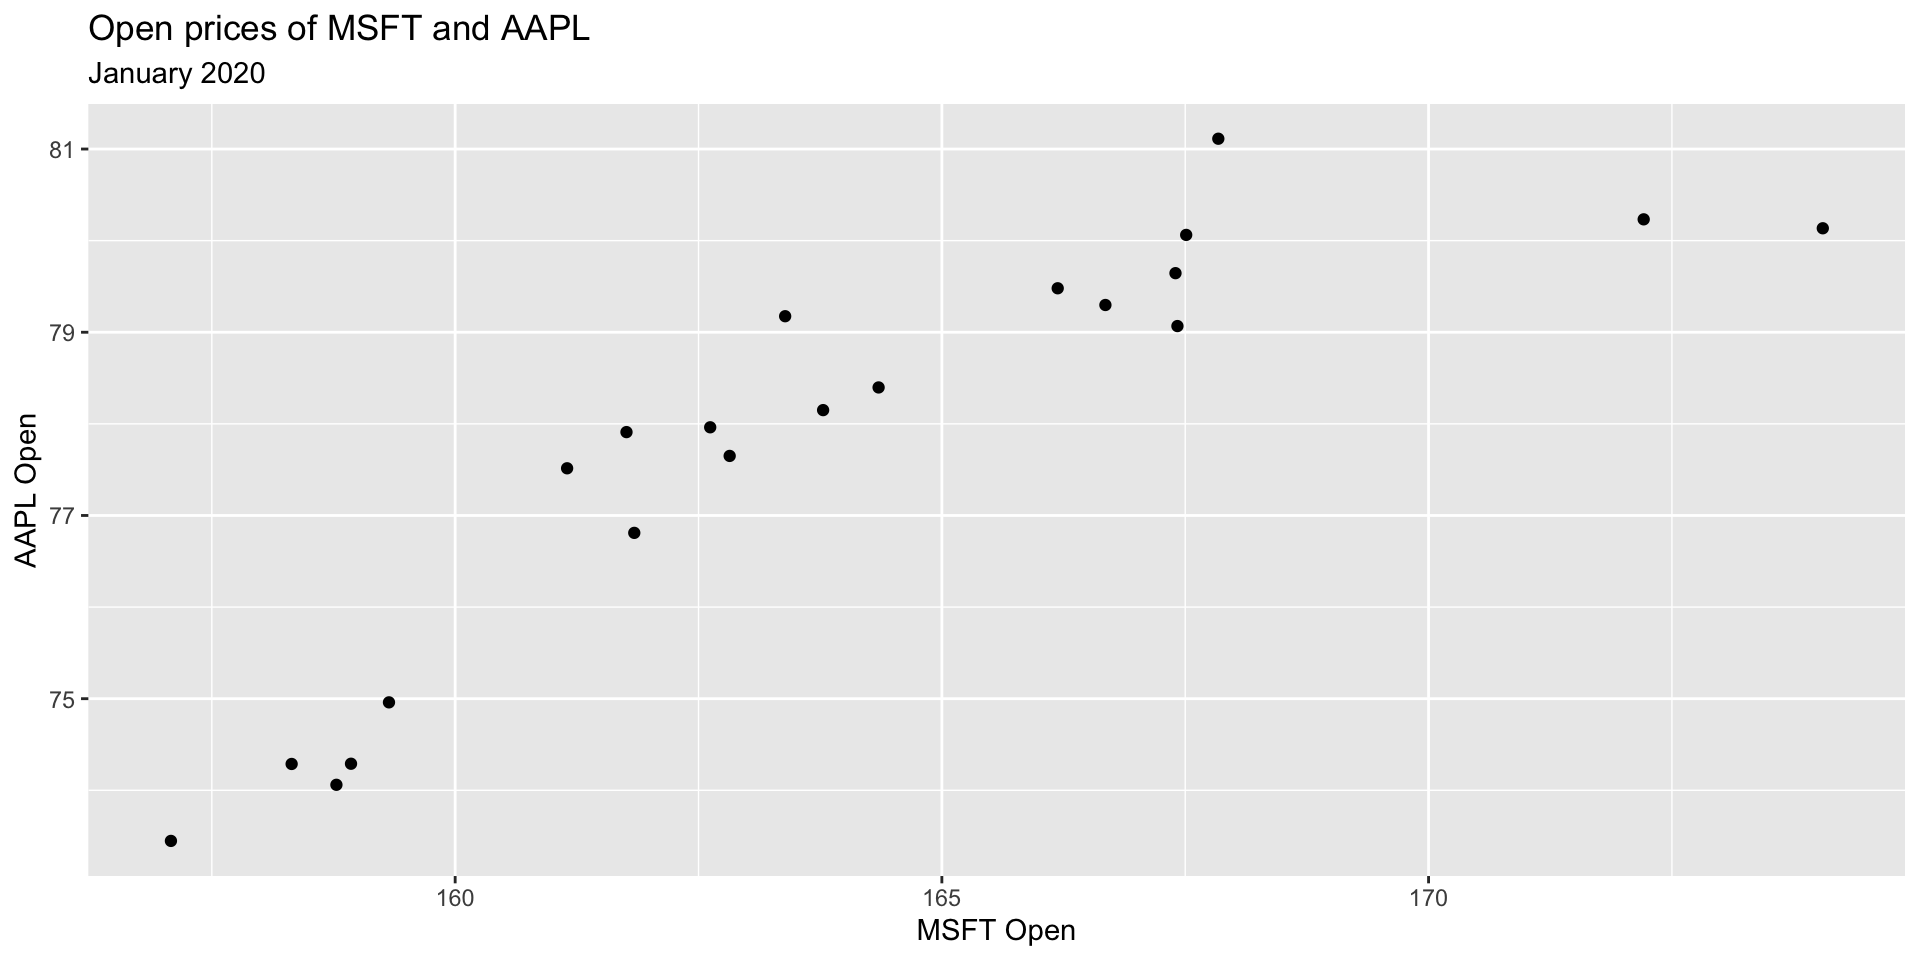 Open prices of MSFT and AAPL
January 2020
81
79
77
75
AAPL Open
160 165 170
MSFT Open